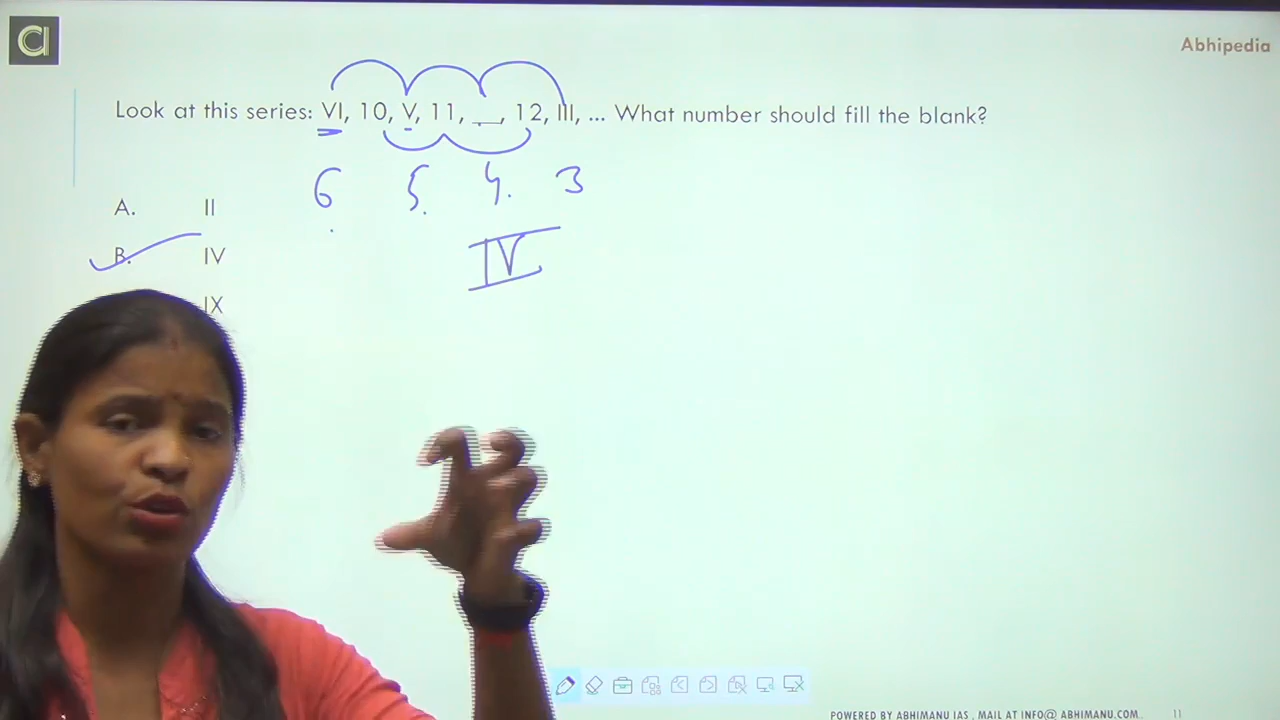 Abhipedia
Look at this series: VI, 10, V, 11, __, 12, III, ... What number should fill the blank?
6 5. 4. 3
A. II
B. IV
IV
IX
POWERED BY ABHIMANU IAS , MAIL AT INFO@ ABHIMANU.COM 11